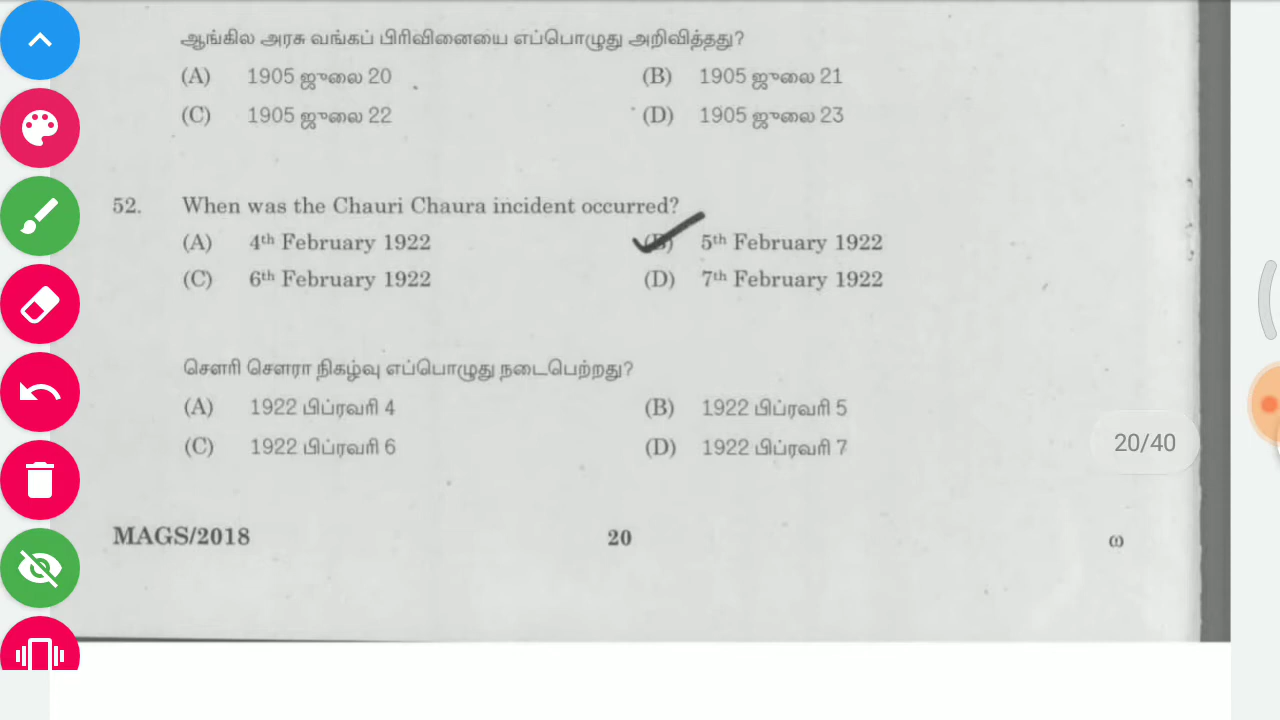 ஆங்கில அரசு வங்கப் பிரிவினையை எப்பொழுது அறிவித்தது?
(A) 1905 ஜுலை 20 (B) 1905 ஜுலை 21
(C) 1905 ஜுலை 22 (D) 1905 ஜுலை 23
52. When was the Chauri Chaura incident occurred?
(A) 4th February 1922 (B) 5th February 1922
(C) 6th February 1922 (D) 7th February 1922
சௌரி சௌரா நிகழ்வு எப்பொழுது நடைபெற்றது?
(A) 1922 பிப்ரவரி 4 (B) 1922 பிப்ரவரி 5
(C) 1922 பிப்ரவரி 6 (D) 1922 பிப்ரவரி 7
20/40
MAGS/2018 20 ω